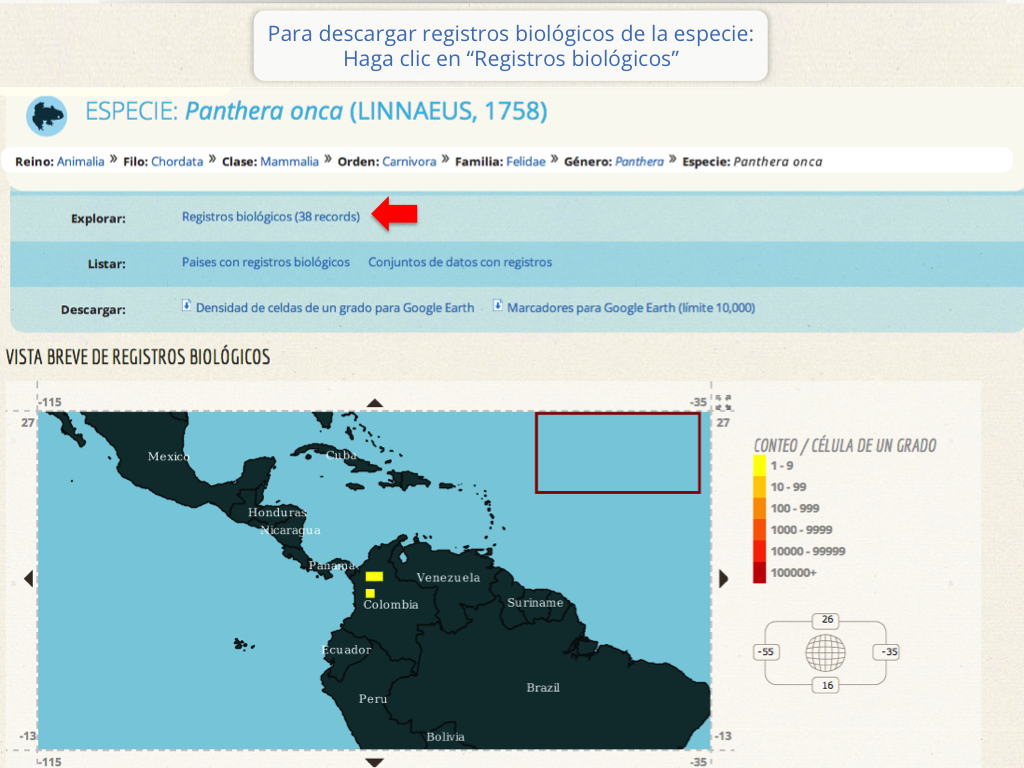 Para descargar registros biológicos de la especie:
Haga clic en “Registros biológicos”
ESPECIE: Panthera onca (LINNAEUS, 1758)
Reino: Animalia » Filo: Chordata » Clase: Mammalia » Orden: Carnivora » Familia: Felidae » Género: Panthera » Especie: Panthera onca
Explorar: Registros biológicos (38 records)
Listar: Paises con registros biológicos Conjuntos de datos con registros
Descargar: Densidad de celdas de un grado para Google Earth Marcadores para Google Earth (límite 10,000)
VISTA BREVE DE REGISTROS BIOLÓGICOS
-115 -35
27 27
Mexico Cuba
Honduras
Nicaragua
Panama
Venezuela
Colombia Suriname
Ecuador
Brazil
Peru
Bolivia
-13 -13
-115 -35
CONTEO / CÉLULA DE UN GRADO
1 - 9
10 - 99
100 - 999
1000 - 9999
10000 - 99999
100000+
26
-55 -35
16